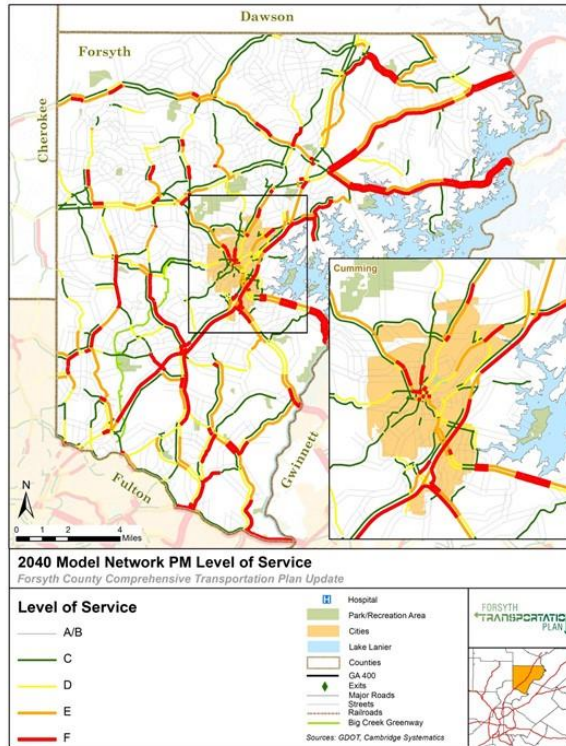 Dawson
Forsyth
Cherokee
Cumming
Fulton
Gwinnett
N
0 1 2 4
Miles
2040 Model Network PM Level of Service
Forsyth County Comprehensive Transportation Plan Update
Level of Service
A/B
C
D
E
F
H Hospital
Park/Recreation Area
Cities
Lake Lanier
Counties
GA 400
Exits
Major Roads
Streets
Railroads
Big Creek Greenway
Sources: GDOT, Cambridge Systematics
FORSYTH
TRANSPORTATION
PLAN